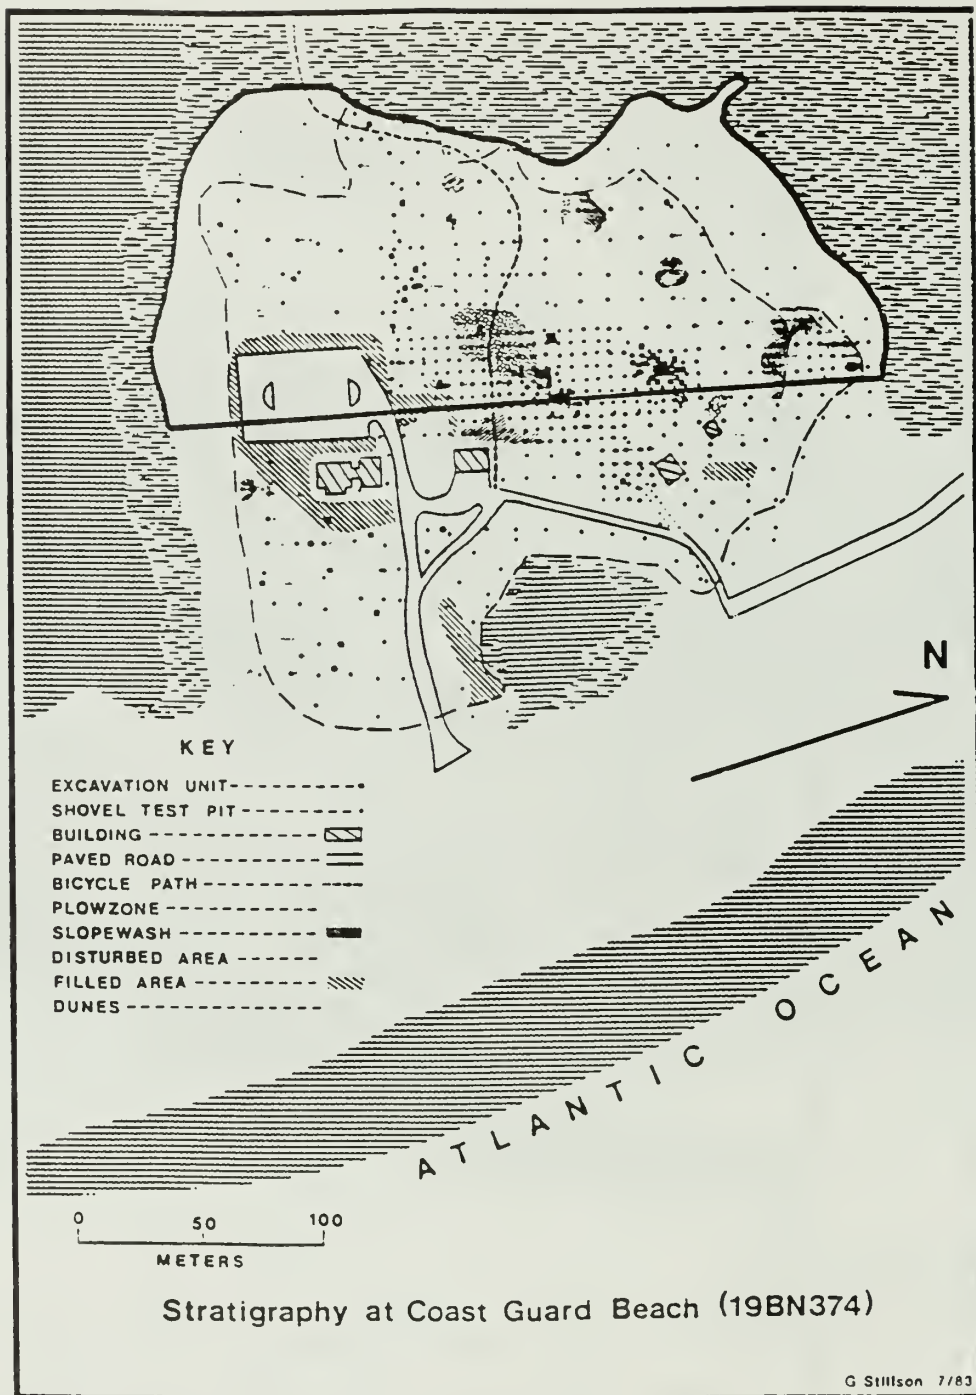 N
KEY
EXCAVATION UNIT
SHOVEL TEST PIT
BUILDING
PAVED ROAD
BICYCLE PATH
PLOWZONE
SLOPEWASH
DISTURBED AREA
FILLED AREA
DUNES
ATLANTIC OCEAN
0 50 100
METERS
Stratigraphy at Coast Guard Beach (19BN374)
G Stillson 7/83